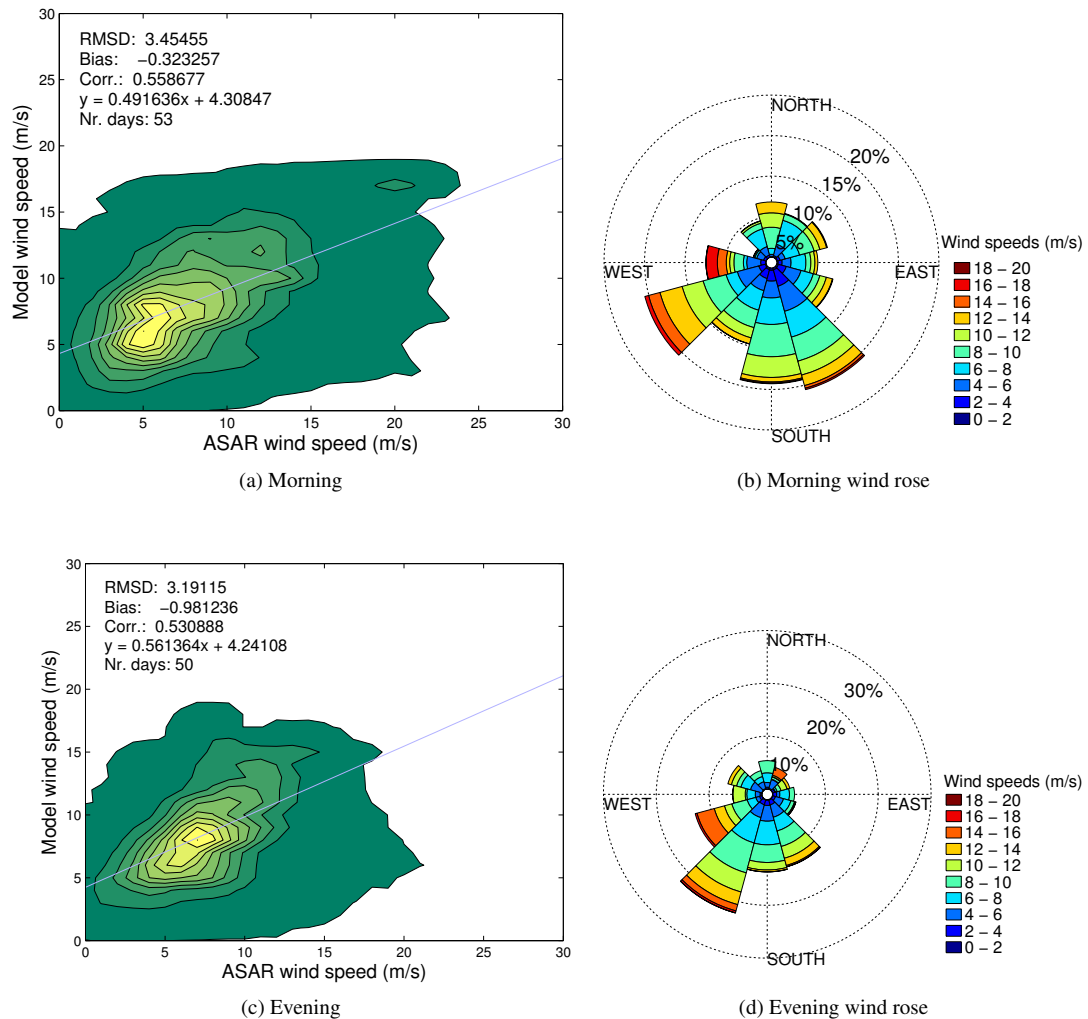 RMSD: 3.45455
Bias: −0.323257
Corr.: 0.558677
y = 0.491636x + 4.30847
Nr. days: 53
30
25
20
15
10
5
0
0 5 10 15 20 25 30
Model wind speed (m/s)
ASAR wind speed (m/s)
(a) Morning
NORTH
20%
15%
10%
5%
WEST
EAST
SOUTH
Wind speeds (m/s)
18 − 20
16 − 18
14 − 16
12 − 14
10 − 12
8 − 10
6 − 8
4 − 6
2 − 4
0 − 2
(b) Morning wind rose
RMSD: 3.19115
Bias: −0.981236
Corr.: 0.530888
y = 0.561364x + 4.24108
Nr. days: 50
30
25
20
15
10
5
0
0 5 10 15 20 25 30
Model wind speed (m/s)
ASAR wind speed (m/s)
(c) Evening
NORTH
30%
20%
10%
WEST
EAST
SOUTH
Wind speeds (m/s)
18 − 20
16 − 18
14 − 16
12 − 14
10 − 12
8 − 10
6 − 8
4 − 6
2 − 4
0 − 2
(d) Evening wind rose